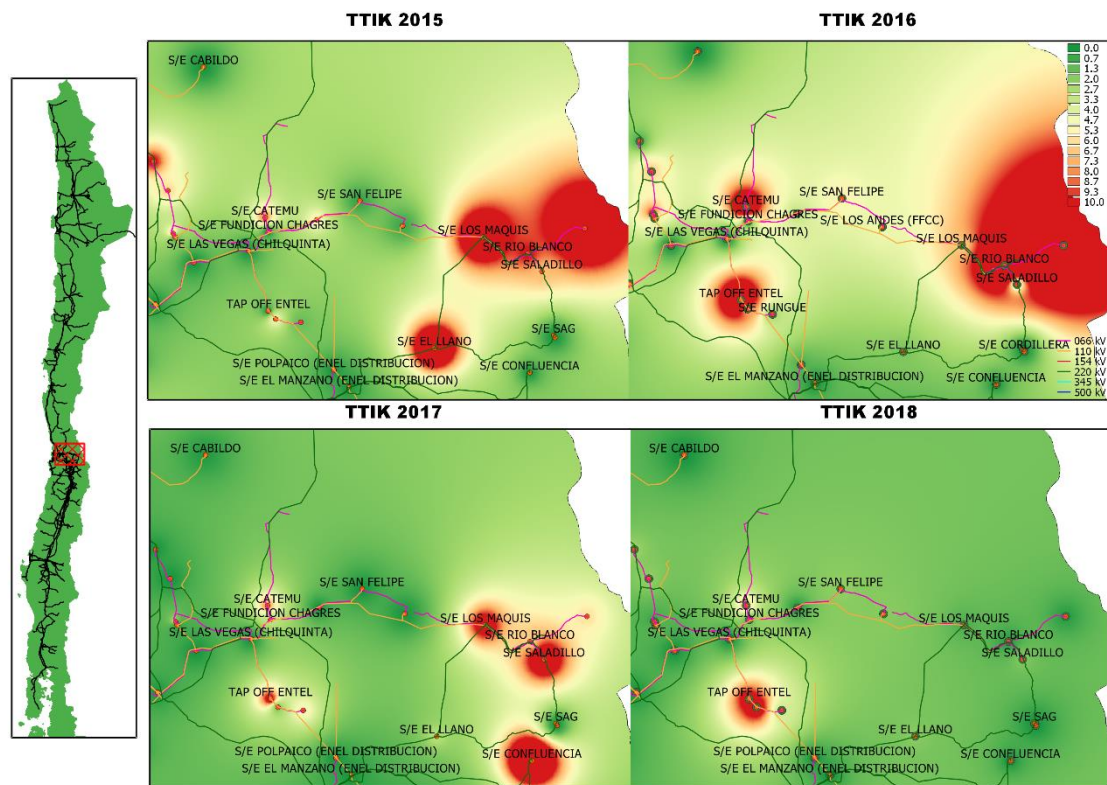 TTIK 2015
TTIK 2016
S/E CABILDO
S/E SAN FELIPE
S/E CATEMU
S/E FUNDICION CHAGRES
S/E LAS VEGAS (CHILQUINTA)
S/E LOS MAQUIS
S/E RIO BLANCO
S/E SALADILLO
TAP OFF ENTEL
S/E EL LLANO
S/E SAG
S/E POLPAICO (ENEL DISTRIBUCION)
S/E EL MANZANO (ENEL DISTRIBUCION)
S/E CONFLUENCIA
0.0
0.7
1.3
2.0
2.7
3.3
4.0
4.7
5.3
6.0
6.7
7.3
8.0
8.7
9.3
10.0
S/E SAN FELIPE
S/E CATEMU
S/E FUNDICION CHAGRES
S/E LOS ANDES (FFCC)
S/E LAS VEGAS (CHILQUINTA)
S/E LOS MAQUIS
S/E RIO BLANCO
S/E SALADILLO
TAP OFF ENTEL
S/E RUNGUE
S/E EL LLANO
S/E CORDILLERA
S/E EL MANZANO (ENEL DISTRIBUCION)
S/E CONFLUENCIA
066 kV
110 kV
154 kV
220 kV
345 kV
500 kV
TTIK 2017
TTIK 2018
S/E CABILDO
S/E SAN FELIPE
S/E CATEMU
S/E FUNDICION CHAGRES
S/E LAS VEGAS (CHILQUINTA)
S/E LOS MAQUIS
S/E RIO BLANCO
S/E SALADILLO
TAP OFF ENTEL
S/E EL LLANO
S/E SAG
S/E POLPAICO (ENEL DISTRIBUCION)
S/E EL MANZANO (ENEL DISTRIBUCION)
S/E CONFLUENCIA
S/E CABILDO
S/E SAN FELIPE
S/E CATEMU
S/E FUNDICION CHAGRES
S/E LAS VEGAS (CHILQUINTA)
S/E LOS MAQUIS
S/E RIO BLANCO
S/E SALADILLO
TAP OFF ENTEL
S/E EL LLANO
S/E SAG
S/E POLPAICO (ENEL DISTRIBUCION)
S/E EL MANZANO (ENEL DISTRIBUCION)
S/E CONFLUENCIA